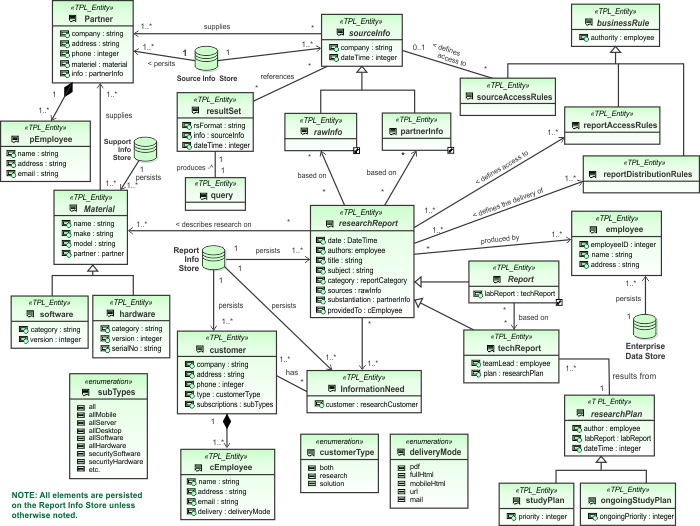 «TPL_Entity»
Partner
company : string
address : string
phone : integer
materiel : material
info : partnerInfo
1..*
supplies
*
1..*
1
1
1..*
< persits
Source Info
Store
«TPL_Entity»
sourceInfo
company : string
dateTime : integer
0..1
< defines
access to
*
«TPL_Entity»
businessRule
authority : employee
«TPL_Entity»
sourceAccessRules
«TPL_Entity»
reportAccessRules
1..*
«TPL_Entity»
reportDistributionRules
1..*
*
references
*
«TPL_Entity»
resultSet
rsFormat : string
info : sourceInfo
dateTime : integer
1
produces -^
1
«TPL_Entity»
query
«TPL_Entity»
rawInfo
«TPL_Entity»
partnerInfo
*
based on
*
*
based on
*
1
1..*
«TPL_Entity»
pEmployee
name : string
address : string
email : string
1..*
supplies
1..*
Support
Info
Store
1
persists
1..*
«TPL_Entity»
Material
name : string
make : string
model : string
partner : partner
1..*
< describes research on
*
«TPL_Entity»
software
category : string
version : integer
«TPL_Entity»
hardware
category : string
version : integer
serialNo : string
«TPL_Entity»
researchReport
date : DateTime
authors: employee
title : string
subject : string
category : reportCategory
sources : rawInfo
substantiation : partnerInfo
providedTo : cEmployee
< defines access to
1..*
< defines the delivery of
1..*
*
produced by
1..*
«TPL_Entity»
employee
employeeID : integer
name : string
address : string
1..*
persists
1
Enterprise
Data Store
Report
Info
Store
1
persists
1..*
1
1
persists
persists
1..*
1..*
*
1..*
«TPL_Entity»
Report
labReport : techReport
*
based on
*
«TPL_Entity»
techReport
teamLead : employee
plan : researchPlan
1..*
results from
1
«TPL_Entity»
researchPlan
author : employee
labReport : labReport
dateTime : integer
«TPL_Entity»
studyPlan
priority : integer
«TPL_Entity»
ongoingStudyPlan
ongoingPriority : integer
«TPL_Entity»
customer
company : string
address : string
phone : integer
type : customerType
subscriptions : subTypes
1..*
has
*
«TPL_Entity»
InformationNeed
customer : researchCustomer
1
1..*
«TPL_Entity»
cEmployee
name : string
address : string
email : string
delivery : deliveryMode
«enumeration»
subTypes
all
allMobile
allServer
allDesktop
allSoftware
allHardware
securitySoftware
securityHardware
etc.
«enumeration»
customerType
both
research
solution
«enumeration»
deliveryMode
pdf
fullHtml
mobileHtml
url
mail
NOTE: All elements are persisted
on the Report Info Store unless
otherwise noted.